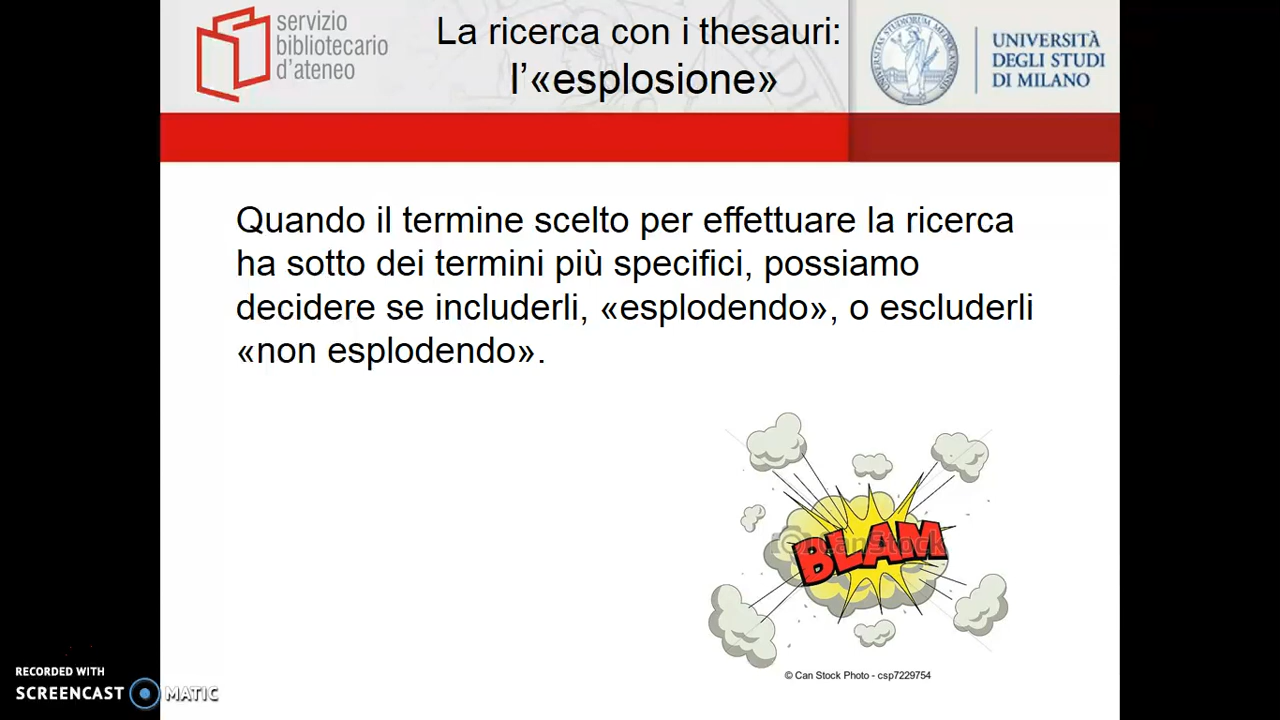 servizio
bibliotecario
d'ateneo
La ricerca con i thesauri:
l'«esplosione»
UNIVERSITÀ
DEGLI STUDI
DI MILANO
Quando il termine scelto per effettuare la ricerca
ha sotto dei termini più specifici, possiamo
decidere se includerli, «esplodendo», o escluderli
«non esplodendo».
BLAM
CanStock
© Can Stock Photo - csp7229754
RECORDED WITH
SCREENCAST MATIC